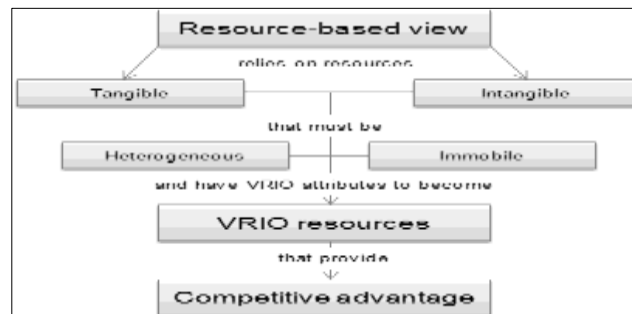 Resource-based view
relies on resources
Tangible Intangible
that must be
Heterogeneous Immobile
and have VRIO attributes to become
VRIO resources
that provide
Competitive advantage